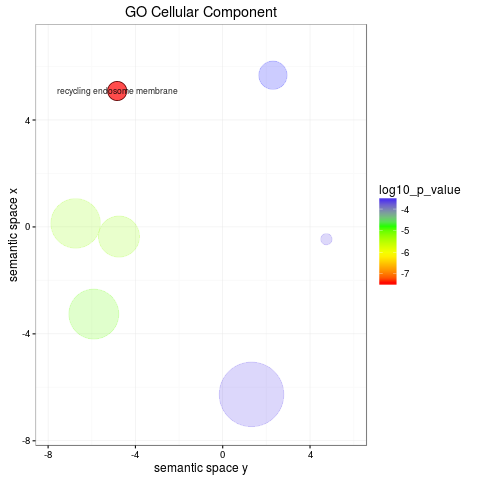 GO Cellular Component
recycling endosome membrane
4
0
-4
-8
semantic space x
-8
-4
0
4
semantic space y
log10_p_value
-4
-5
-6
-7